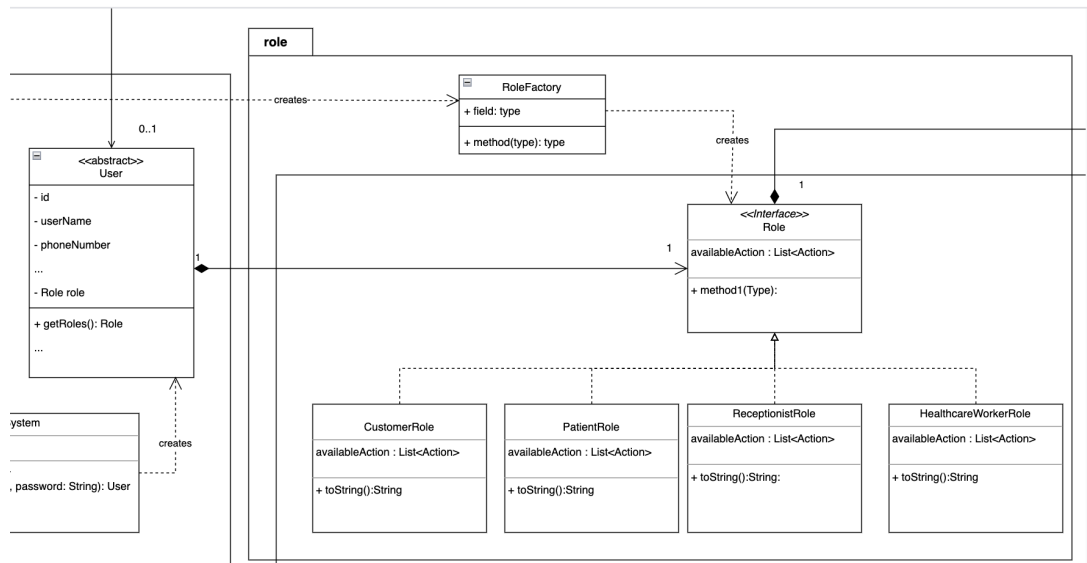 role
RoleFactory
+ field: type
+ method(type): type
creates
creates
0..1
<<abstract>>
User
- id
- userName
- phoneNumber
...
- Role role
+ getRoles(): Role
...
1
1
1
<<Interface>>
Role
availableAction : List<Action>
+ method1(Type):
ystem
, password: String): User
creates
CustomerRole
availableAction : List<Action>
+ toString():String
PatientRole
availableAction : List<Action>
+ toString():String
ReceptionistRole
availableAction : List<Action>
+ toString():String:
HealthcareWorkerRole
availableAction : List<Action>
+ toString():String